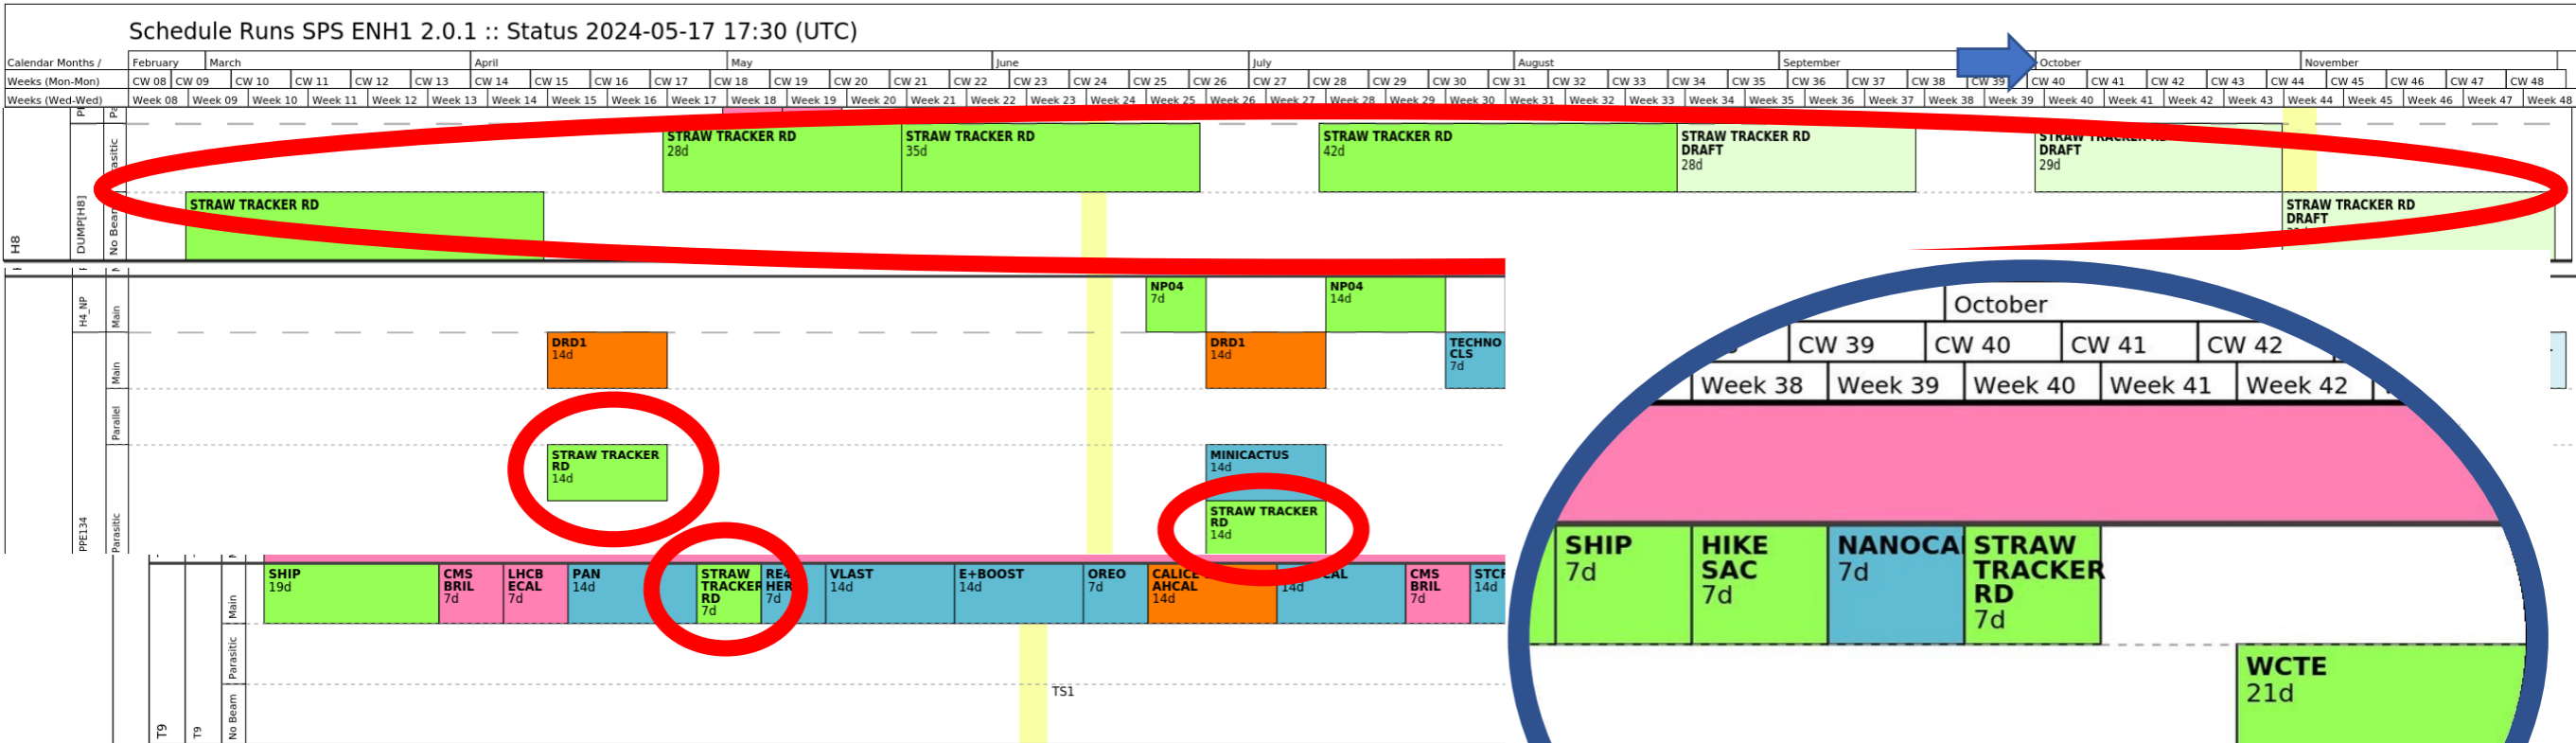 Schedule Runs SPS ENH1 2.0.1 :: Status 2024-05-17 17:30 (UTC)
Calendar Months / February March April May June July August September October November
Weeks (Mon-Mon) CW 08 CW 09 CW 10 CW 11 CW 12 CW 13 CW 14 CW 15 CW 16 CW 17 CW 18 CW 19 CW 20 CW 21 CW 22 CW 23 CW 24 CW 25 CW 26 CW 27 CW 28 CW 29 CW 30 CW 31 CW 32 CW 33 CW 34 CW 35 CW 36 CW 37 CW 38 CW 39 CW 40 CW 41 CW 42 CW 43 CW 44 CW 45 CW 46 CW 47 CW 48
Weeks (Wed-Wed) Week 08 Week 09 Week 10 Week 11 Week 12 Week 13 Week 14 Week 15 Week 16 Week 17 Week 18 Week 19 Week 20 Week 21 Week 22 Week 23 Week 24 Week 25 Week 26 Week 27 Week 28 Week 29 Week 30 Week 31 Week 32 Week 33 Week 34 Week 35 Week 36 Week 37 Week 38 Week 39 Week 40 Week 41 Week 42 Week 43 Week 44 Week 45 Week 46 Week 47 Week 48
H8
DUMP[H8]
No Bea
asitic
STRAW TRACKER RD
STRAW TRACKER RD
28d
STRAW TRACKER RD
35d
STRAW TRACKER RD
42d
STRAW TRACKER RD
DRAFT
28d
STRAW TRACKER RD
DRAFT
29d
STRAW TRACKER RD
DRAFT
H4_NP
Main
NP04
7d
NP04
14d
PPE134
Main
DRD1
14d
DRD1
14d
TECHNO
CLS
7d
Parallel
Parasitic
STRAW TRACKER
RD
14d
MINICACTUS
14d
STRAW TRACKER
RD
14d
T9
T9
Main
SHIP
19d
CMS
BRIL
7d
LHCB
ECAL
7d
PAN
14d
STRAW
TRACKER
RD
7d
RE4
HER
7d
VLAST
14d
E+BOOST
14d
OREO
7d
CALICE
AHCAL
14d
CAL
14d
CMS
BRIL
7d
STCF
14d
Parasitic
No Beam
TS1
October
CW 39 CW 40 CW 41 CW 42
Week 38 Week 39 Week 40 Week 41 Week 42
SHIP
7d
HIKE
SAC
7d
NANOCA
7d
STRAW
TRACKER
RD
7d
WCTE
21d